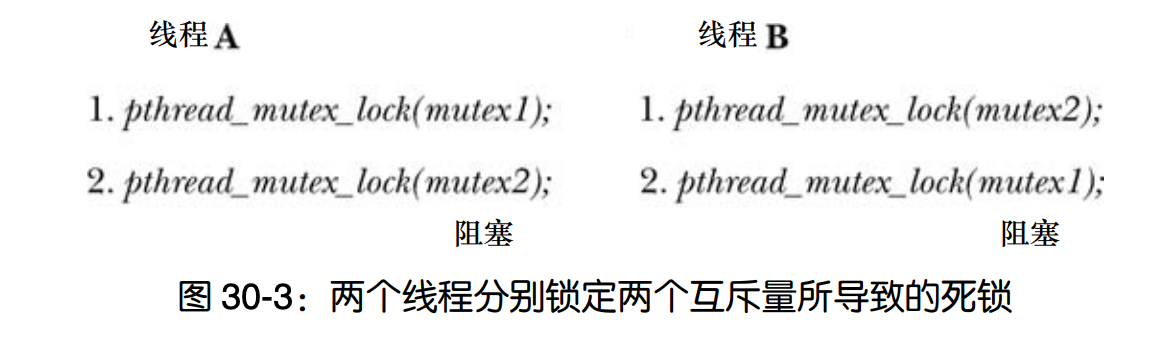 线程 A
1. pthread_mutex_lock(mutex1);
2. pthread_mutex_lock(mutex2);
阻塞
线程 B
1. pthread_mutex_lock(mutex2);
2. pthread_mutex_lock(mutex1);
阻塞
图 30-3：两个线程分别锁定两个互斥量所导致的死锁